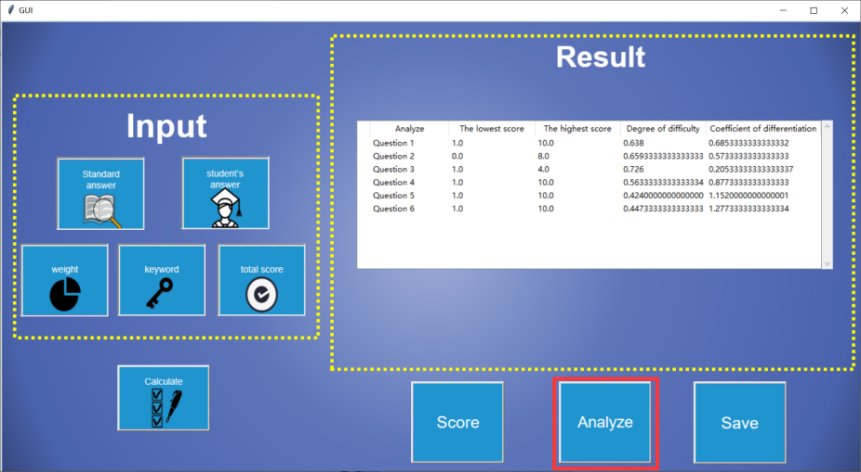 GUI
Input
Standard
answer
student's
answer
weight
keyword
total score
Calculate
Result
Analyze The lowest score The highest score Degree of difficulty Coefficient of differentiation
Question 1 1.0 10.0 0.638 0.6853333333333332
Question 2 0.0 8.0 0.6593333333333333 0.5733333333333333
Question 3 1.0 4.0 0.726 0.20533333333333337
Question 4 1.0 10.0 0.5633333333333334 0.8773333333333333
Question 5 1.0 10.0 0.4240000000000000 1.1520000000000001
Question 6 1.0 10.0 0.4473333333333333 1.2773333333333334
Score
Analyze
Save